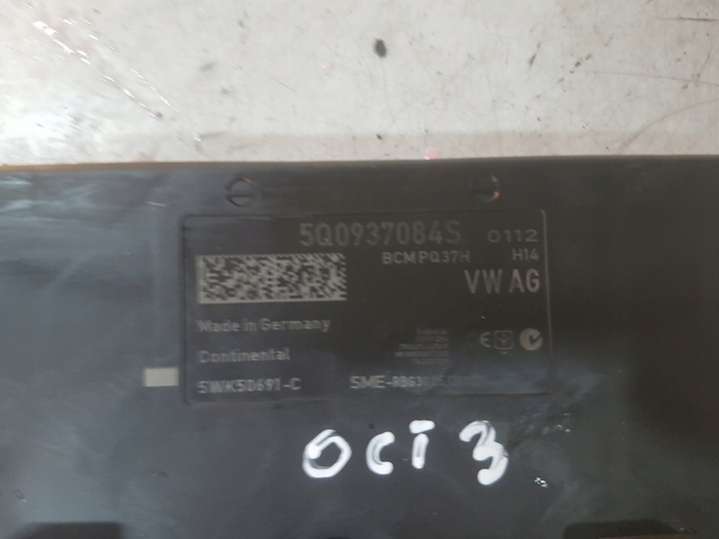 5Q0937084S 0112
BCM PQ37H H14
VW AG
Made in Germany
Continental
5WK50691-C
OCT 3